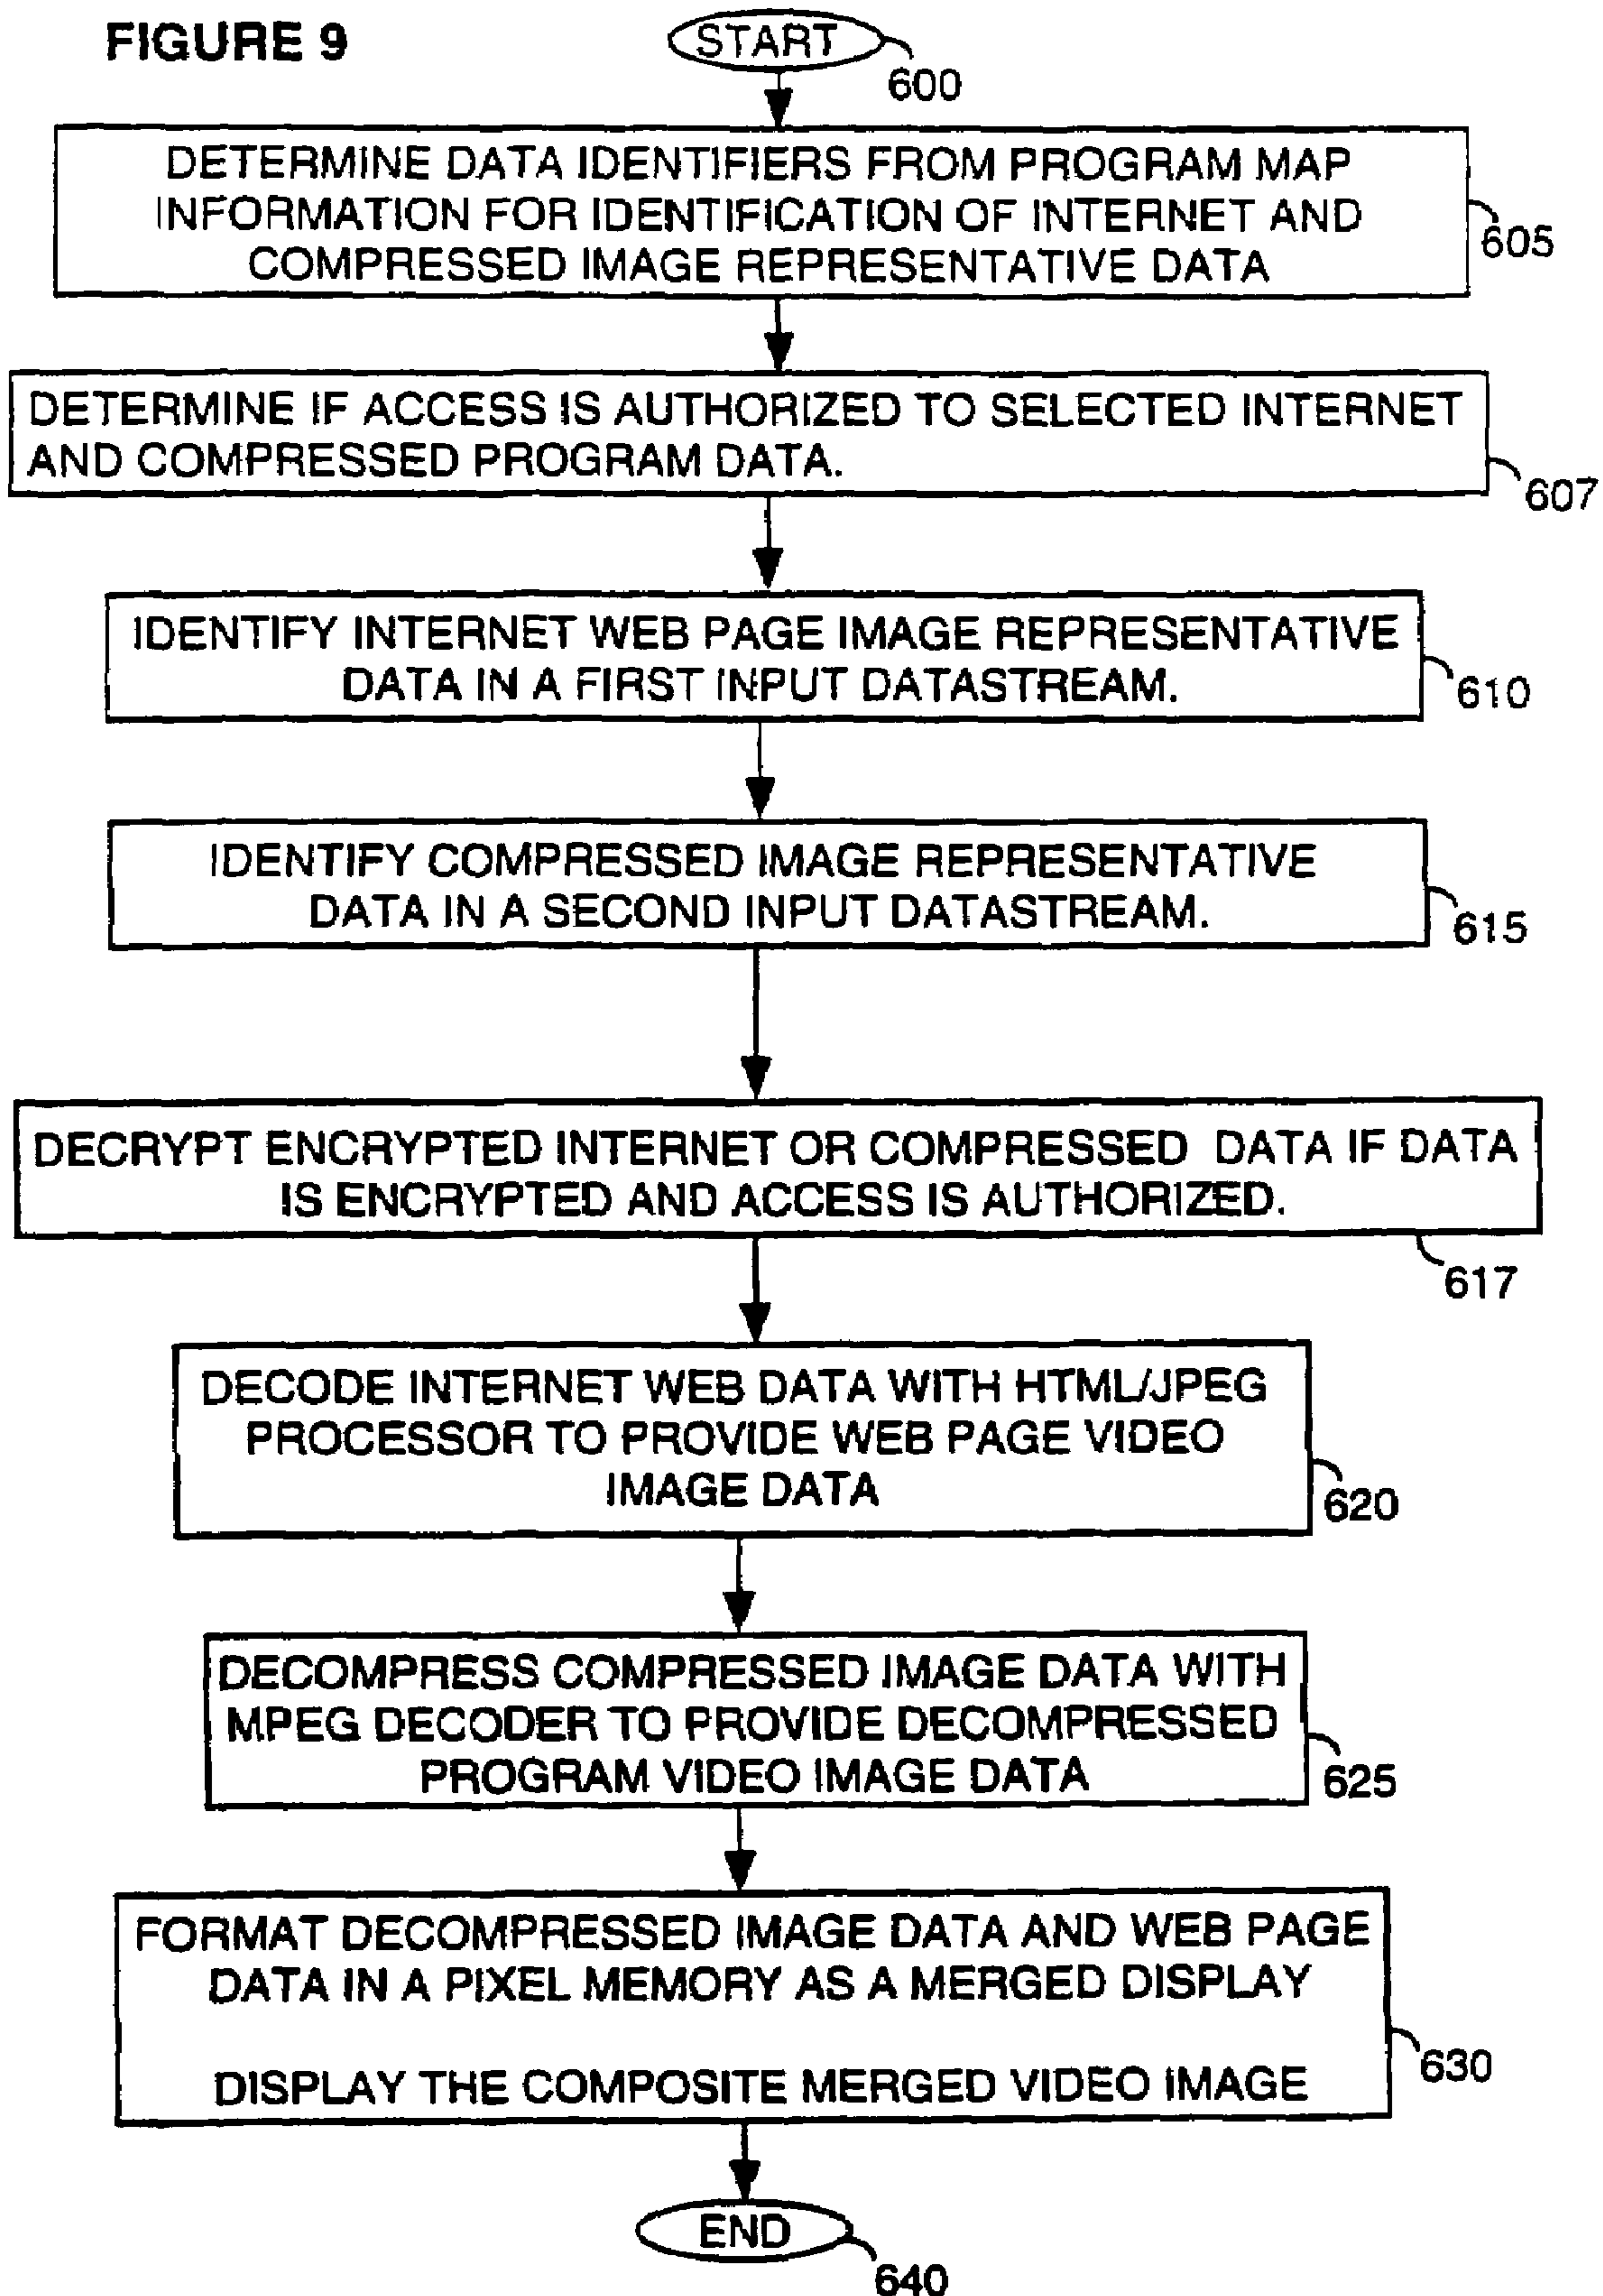 FIGURE 9
START
600
DETERMINE DATA IDENTIFIERS FROM PROGRAM MAP
INFORMATION FOR IDENTIFICATION OF INTERNET AND
COMPRESSED IMAGE REPRESENTATIVE DATA
605
DETERMINE IF ACCESS IS AUTHORIZED TO SELECTED INTERNET
AND COMPRESSED PROGRAM DATA.
607
IDENTIFY INTERNET WEB PAGE IMAGE REPRESENTATIVE
DATA IN A FIRST INPUT DATASTREAM.
610
IDENTIFY COMPRESSED IMAGE REPRESENTATIVE
DATA IN A SECOND INPUT DATASTREAM.
615
DECRYPT ENCRYPTED INTERNET OR COMPRESSED DATA IF DATA
IS ENCRYPTED AND ACCESS IS AUTHORIZED.
617
DECODE INTERNET WEB DATA WITH HTML/JPEG
PROCESSOR TO PROVIDE WEB PAGE VIDEO
IMAGE DATA
620
DECOMPRESS COMPRESSED IMAGE DATA WITH
MPEG DECODER TO PROVIDE DECOMPRESSED
PROGRAM VIDEO IMAGE DATA
625
FORMAT DECOMPRESSED IMAGE DATA AND WEB PAGE
DATA IN A PIXEL MEMORY AS A MERGED DISPLAY
DISPLAY THE COMPOSITE MERGED VIDEO IMAGE
630
END
640